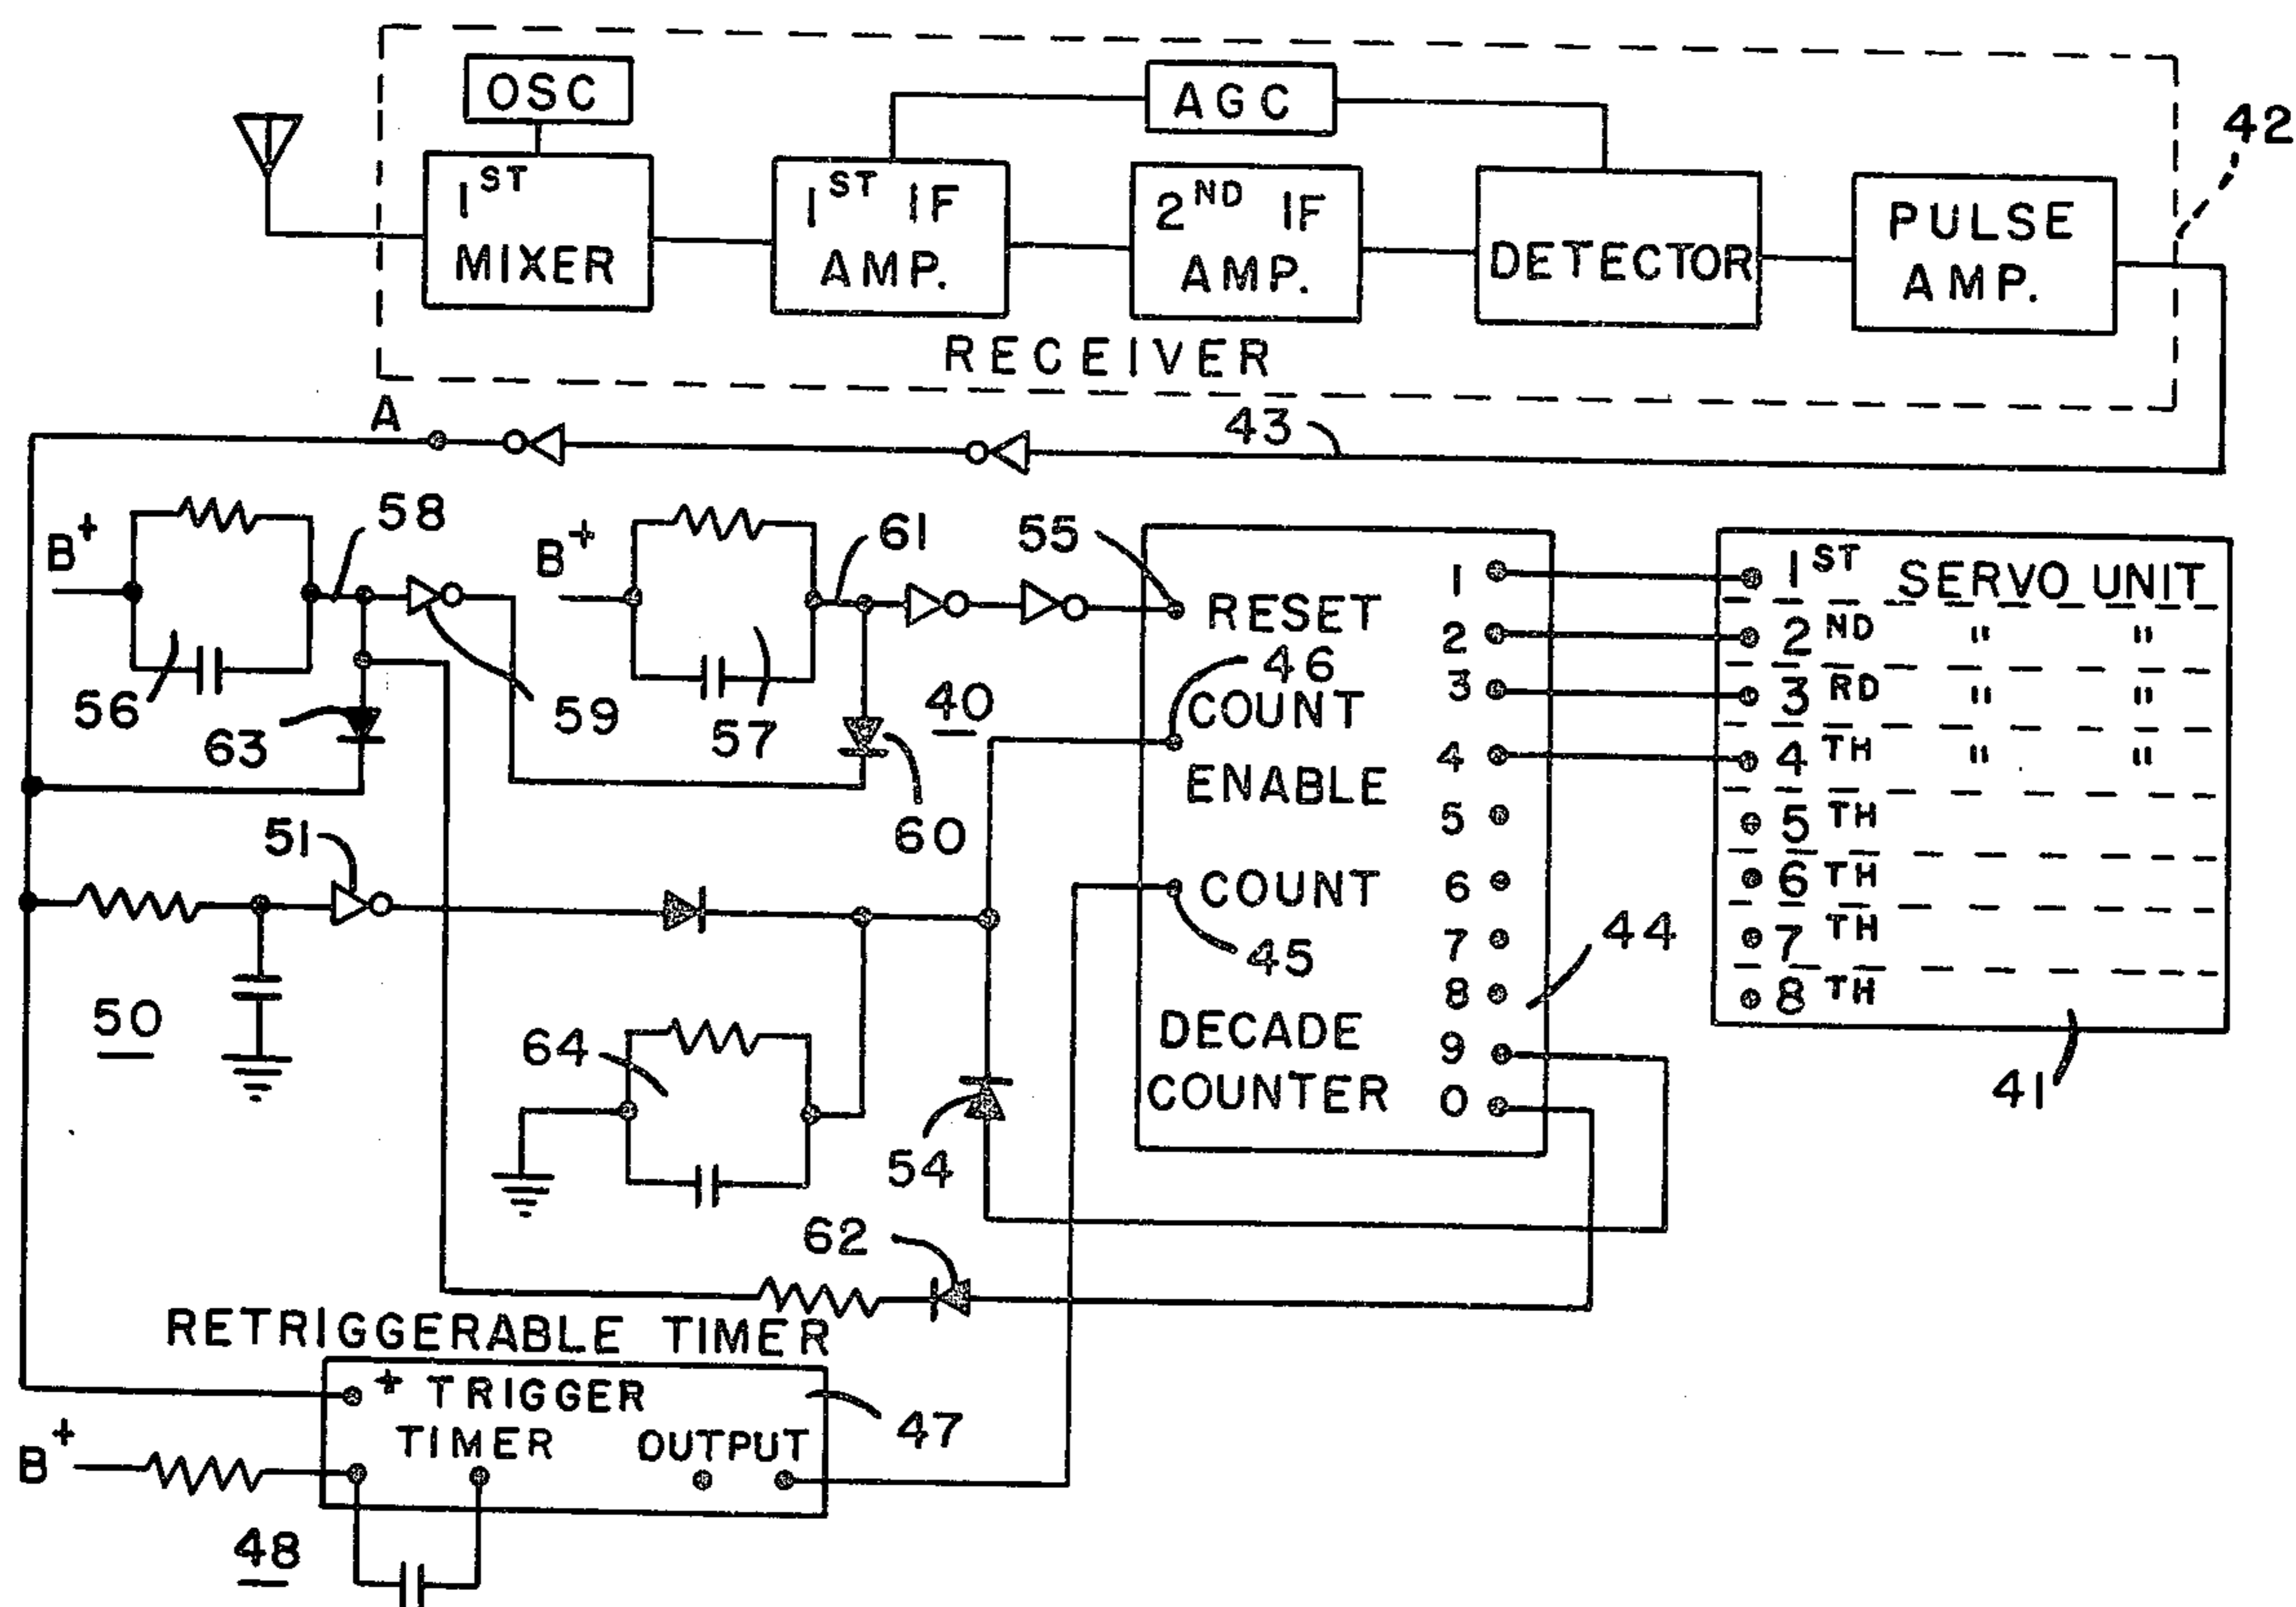 OSC
AGC
42
1ST MIXER
1ST IF AMP.
2ND IF AMP.
DETECTOR
PULSE AMP.
RECEIVER
A
43
B+
58
B+
61
55
56
63
59
57
40
60
RESET
46
COUNT
ENABLE
COUNT
45
DECADE
COUNTER
1
2
3
4
5
6
7
8
9
0
44
1ST SERVO UNIT
2ND " "
3RD " "
4TH " "
5TH
6TH
7TH
8TH
41
51
50
64
54
62
RETRIGGERABLE TIMER
+ TRIGGER
TIMER
OUTPUT
47
B+
48